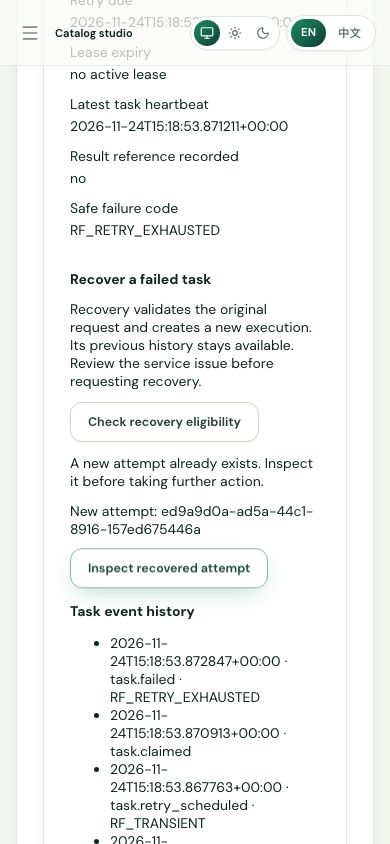 Retry due
Catalog studio
EN
中文
Lease expiry
no active lease
Latest task heartbeat
2026-11-24T15:18:53.871211+00:00
Result reference recorded
no
Safe failure code
RF_RETRY_EXHAUSTED
Recover a failed task
Recovery validates the original
request and creates a new execution.
Its previous history stays available.
Review the service issue before
requesting recovery.
Check recovery eligibility
A new attempt already exists. Inspect
it before taking further action.
New attempt: ed9a9d0a-ad5a-44c1-
8916-157ed675446a
Inspect recovered attempt
Task event history
2026-11-
24T15:18:53.872847+00:00 ·
task.failed ·
RF_RETRY_EXHAUSTED
2026-11-
24T15:18:53.870913+00:00 ·
task.claimed
2026-11-
24T15:18:53.867763+00:00 ·
task.retry_scheduled ·
RF_TRANSIENT
2026-11-